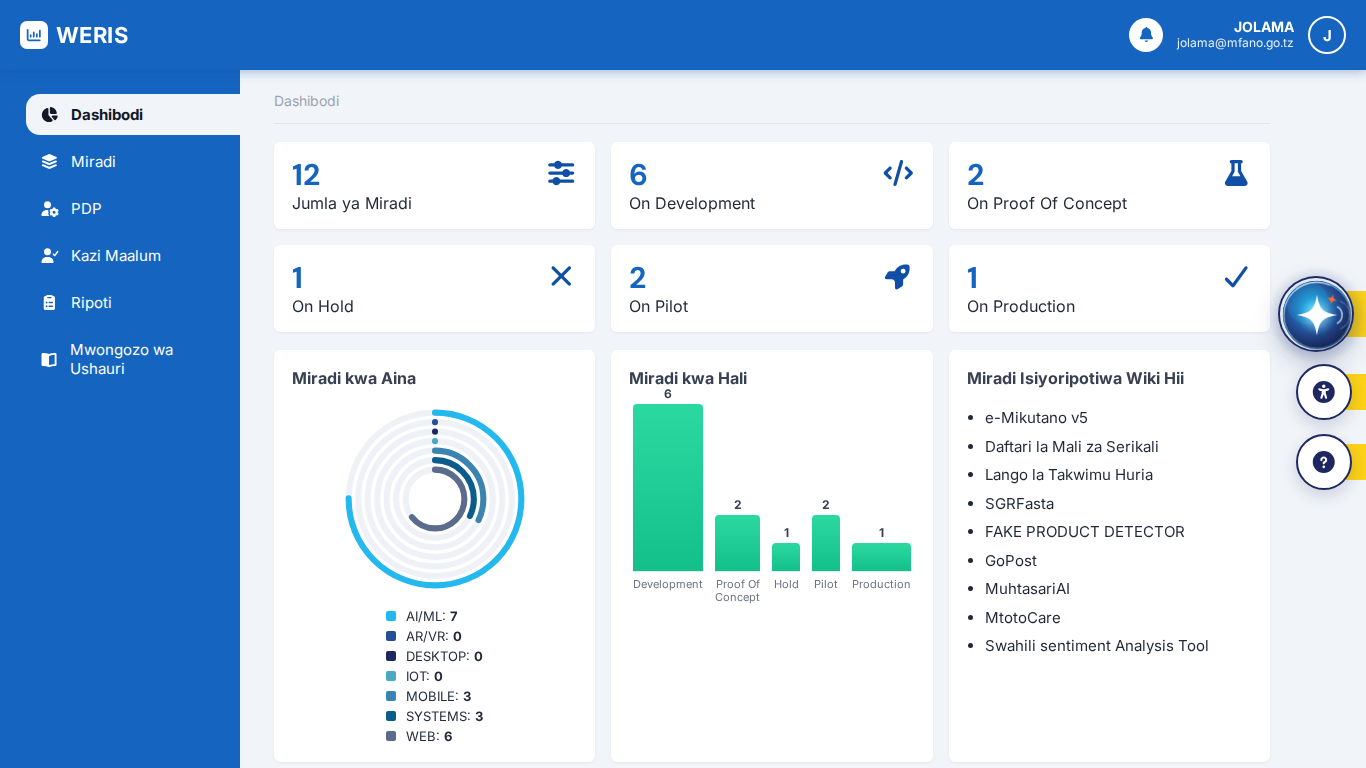 WERIS
JOLAMA
jolama@mfano.go.tz
J
Dashibodi
Miradi
PDP
Kazi Maalum
Ripoti
Mwongozo wa
Ushauri
Dashibodi
12
Jumla ya Miradi
6
On Development
2
On Proof Of Concept
1
On Hold
2
On Pilot
1
On Production
Miradi kwa Aina
AI/ML: 7
AR/VR: 0
DESKTOP: 0
IOT: 0
MOBILE: 3
SYSTEMS: 3
WEB: 6
Miradi kwa Hali
6
2
1
2
1
Development
Proof Of
Concept
Hold
Pilot
Production
Miradi Isiyoripotiwa Wiki Hii
e-Mikutano v5
Daftari la Mali za Serikali
Lango la Takwimu Huria
SGRFasta
FAKE PRODUCT DETECTOR
GoPost
MuhtasariAI
MtotoCare
Swahili sentiment Analysis Tool